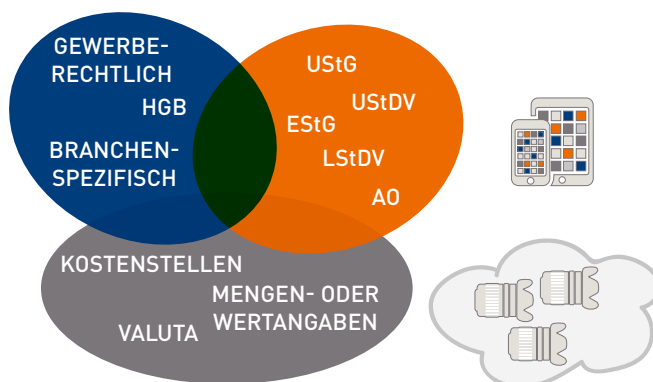 GEWERBE-
RECHTLICH
HGB
BRANCHEN-
SPEZIFISCH
UStG
UStDV
EStG
LStDV
AO
KOSTENSTELLEN
MENGEN- ODER
WERTANGABEN
VALUTA